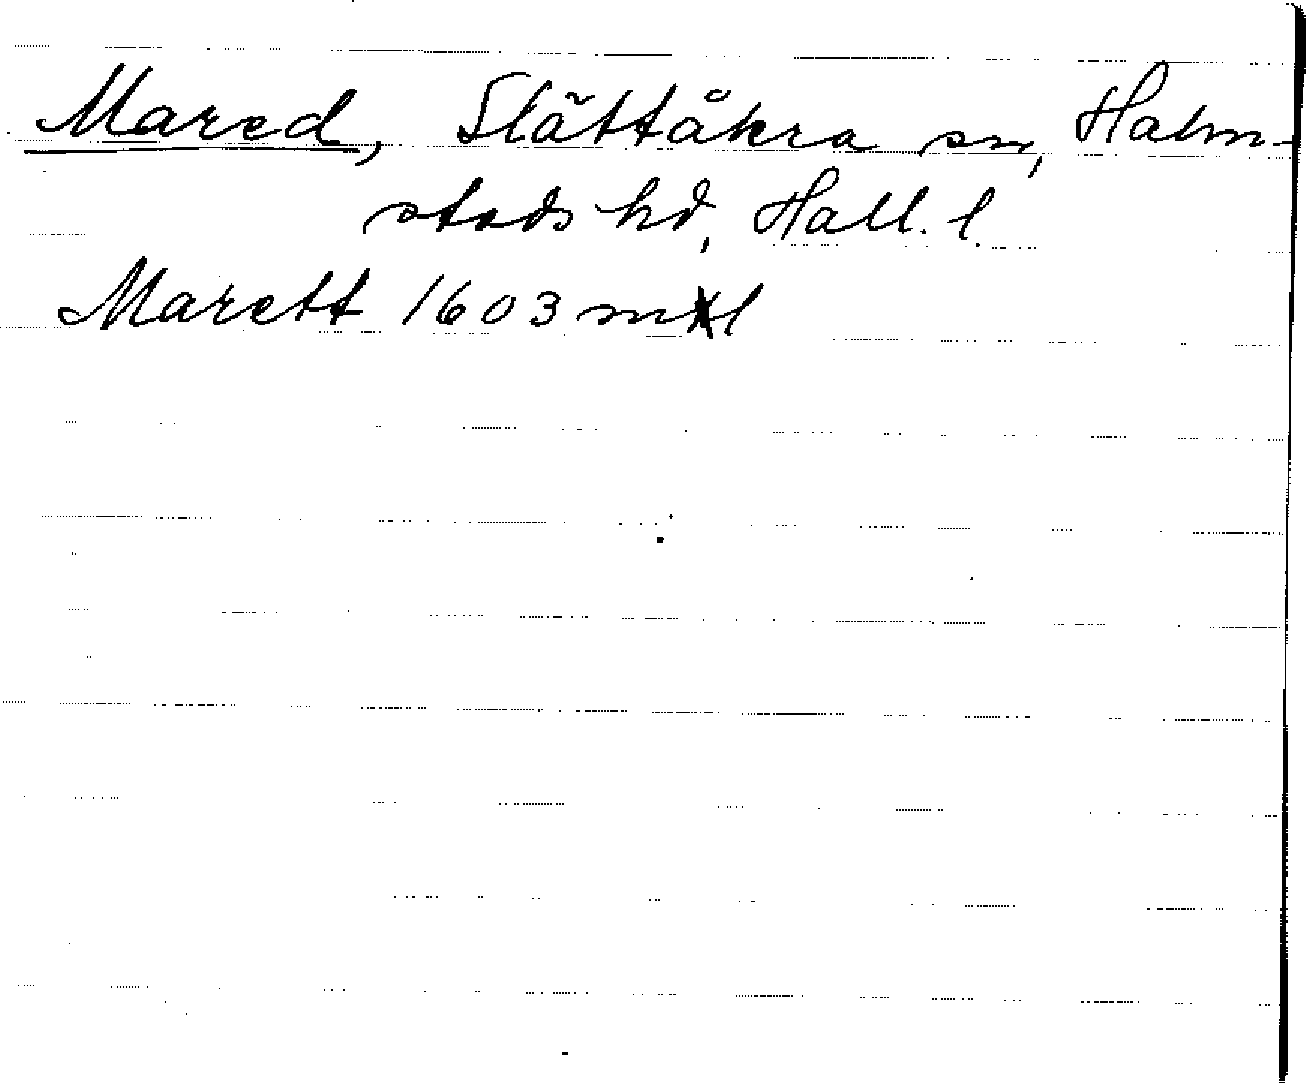 Mared, Slättåkra sn, Halm-
stads hd, Hall. l.
Marett 1603 mtl